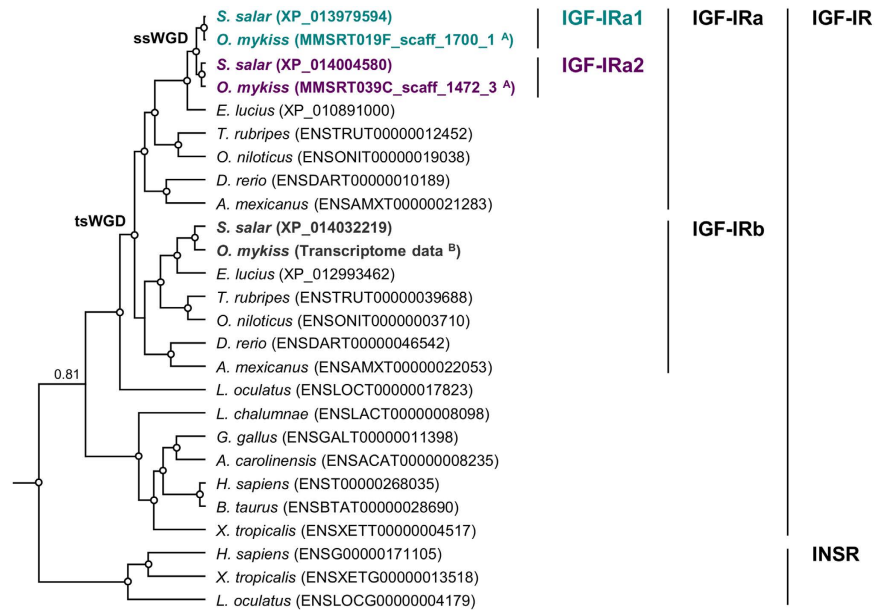 S. salar (XP_013979594)
IGF-IRa1
IGF-IRa
IGF-IR
ssWGD
O. mykiss (MMSRT019F_scaff_1700_1 A)
S. salar (XP_014004580)
IGF-IRa2
O. mykiss (MMSRT039C_scaff_1472_3 A)
E. lucius (XP_010891000)
T. rubripes (ENSTRUT00000012452)
O. niloticus (ENSONIT00000019038)
D. rerio (ENSDART00000010189)
A. mexicanus (ENSAMXT00000021283)
tsWGD
S. salar (XP_014032219)
IGF-IRb
O. mykiss (Transcriptome data B)
E. lucius (XP_012993462)
T. rubripes (ENSTRUT00000039688)
O. niloticus (ENSONIT00000003710)
D. rerio (ENSDART00000046542)
A. mexicanus (ENSAMXT00000022053)
0.81
L. oculatus (ENSLOCT00000017823)
L. chalumnae (ENSLACT00000008098)
G. gallus (ENSGALT00000011398)
A. carolinensis (ENSACAT00000008235)
H. sapiens (ENST00000268035)
B. taurus (ENSBTAT00000028690)
X. tropicalis (ENSXETT00000004517)
H. sapiens (ENSG00000171105)
INSR
X. tropicalis (ENSXETG00000013518)
L. oculatus (ENSLOCG00000004179)